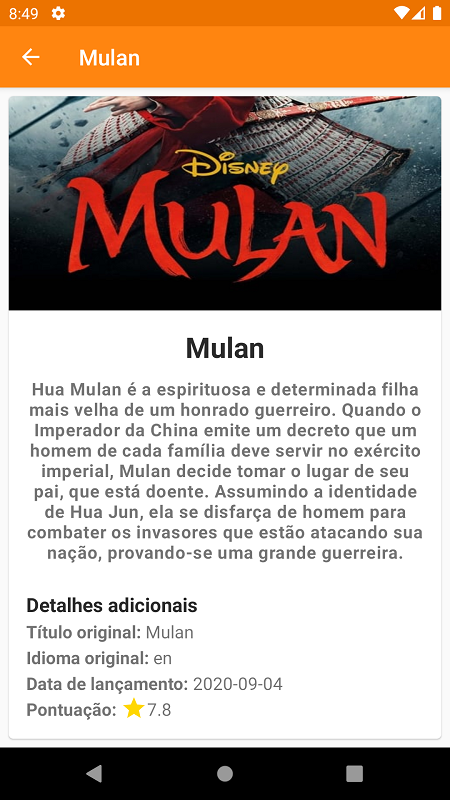 8:49
Mulan
Disney
MULAN
Mulan
Hua Mulan é a espirituosa e determinada filha
mais velha de um honrado guerreiro. Quando o
Imperador da China emite um decreto que um
homem de cada família deve servir no exército
imperial, Mulan decide tomar o lugar de seu
pai, que está doente. Assumindo a identidade
de Hua Jun, ela se disfarça de homem para
combater os invasores que estão atacando sua
nação, provando-se uma grande guerreira.
Detalhes adicionais
Título original: Mulan
Idioma original: en
Data de lançamento: 2020-09-04
Pontuação: 7.8